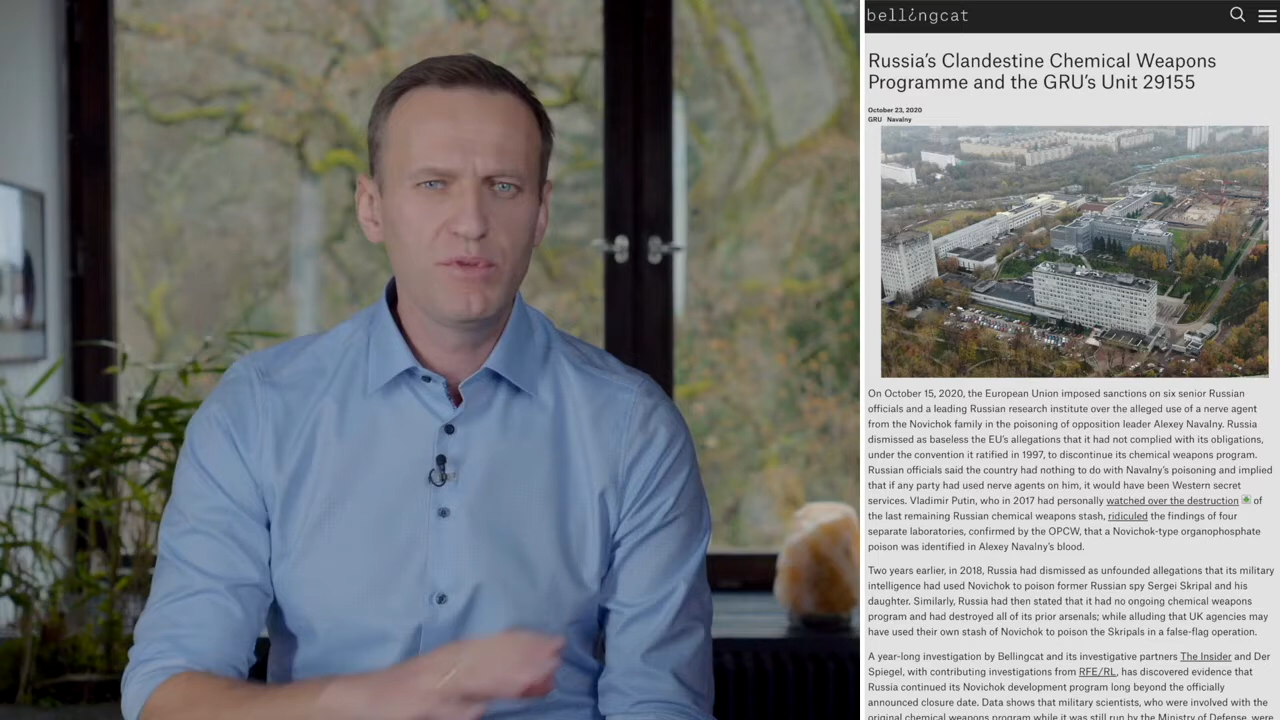 bellingcat
Russia's Clandestine Chemical Weapons
Programme and the GRU's Unit 29155
October 23, 2020
GRU Navalny
On October 15, 2020, the European Union imposed sanctions on six senior Russian
officials and a leading Russian research institute over the alleged use of a nerve agent
from the Novichok family in the poisoning of opposition leader Alexey Navalny. Russia
dismissed as baseless the EU's allegations that it had not complied with its obligations,
under the convention it ratified in 1997, to discontinue its chemical weapons program.
Russian officials said the country had nothing to do with Navalny's poisoning and implied
that if any party had used nerve agents on him, it would have been Western secret
services. Vladimir Putin, who in 2017 had personally watched over the destruction of
the last remaining Russian chemical weapons stash, ridiculed the findings of four
separate laboratories, confirmed by the OPCW, that a Novichok-type organophosphate
poison was identified in Alexey Navalny's blood.
Two years earlier, in 2018, Russia had dismissed as unfounded allegations that its military
intelligence had used Novichok to poison former Russian spy Sergei Skripal and his
daughter. Similarly, Russia had then stated that it had no ongoing chemical weapons
program and had destroyed all of its prior arsenals; while alluding that UK agencies may
have used their own stash of Novichok to poison the Skripals in a false-flag operation.
A year-long investigation by Bellingcat and its investigative partners The Insider and Der
Spiegel, with contributing investigations from RFE/RL, has discovered evidence that
Russia continued its Novichok development program long beyond the officially
announced closure date. Data shows that military scientists, who were involved with the
original chemical weapons program while it was still run by the Ministry of Defense, were